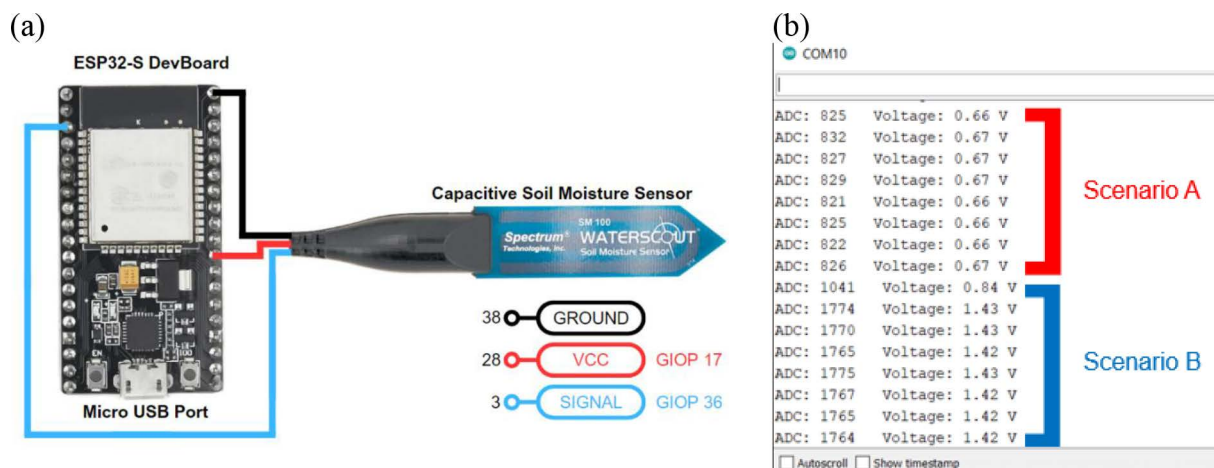 (a)
ESP32-S DevBoard
EN
IO0
Micro USB Port
Capacitive Soil Moisture Sensor
SM 100
Spectrum®
Technologies, Inc.
WATERSCOUT
Soil Moisture Sensor
38 GROUND
28 VCC GIOP 17
3 SIGNAL GIOP 36
(b)
COM10
ADC: 825 Voltage: 0.66 V
ADC: 832 Voltage: 0.67 V
ADC: 827 Voltage: 0.67 V
ADC: 829 Voltage: 0.67 V
ADC: 821 Voltage: 0.66 V
ADC: 825 Voltage: 0.66 V
ADC: 822 Voltage: 0.66 V
ADC: 826 Voltage: 0.67 V
Scenario A
ADC: 1041 Voltage: 0.84 V
ADC: 1774 Voltage: 1.43 V
ADC: 1770 Voltage: 1.43 V
ADC: 1765 Voltage: 1.42 V
ADC: 1775 Voltage: 1.43 V
ADC: 1767 Voltage: 1.42 V
ADC: 1765 Voltage: 1.42 V
ADC: 1764 Voltage: 1.42 V
Scenario B
Autoscroll Show timestamp